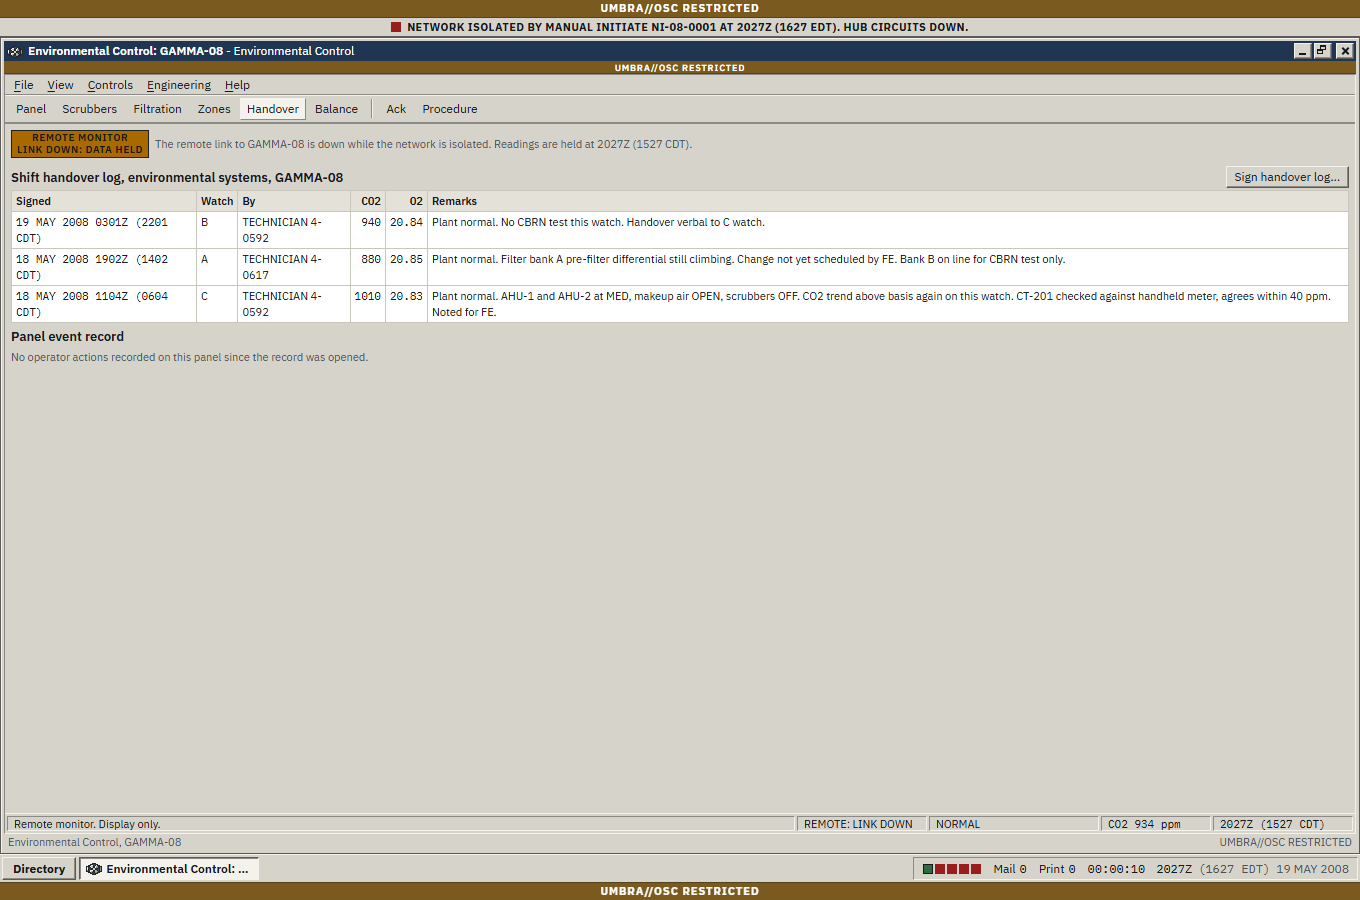 UMBRA//OSC RESTRICTED
NETWORK ISOLATED BY MANUAL INITIATE NI-08-0001 AT 2027Z (1627 EDT). HUB CIRCUITS DOWN.
Environmental Control: GAMMA-08 - Environmental Control
UMBRA//OSC RESTRICTED
File View Controls Engineering Help
Panel Scrubbers Filtration Zones Handover Balance Ack Procedure
REMOTE MONITOR
LINK DOWN: DATA HELD
The remote link to GAMMA-08 is down while the network is isolated. Readings are held at 2027Z (1527 CDT).
Shift handover log, environmental systems, GAMMA-08
Sign handover log...
Signed Watch By CO2 O2 Remarks
19 MAY 2008 0301Z (2201 B TECHNICIAN 4- 940 20.84 Plant normal. No CBRN test this watch. Handover verbal to C watch.
CDT) 0592
18 MAY 2008 1902Z (1402 A TECHNICIAN 4- 880 20.85 Plant normal. Filter bank A pre-filter differential still climbing. Change not yet scheduled by FE. Bank B on line for CBRN test only.
CDT) 0617
18 MAY 2008 1104Z (0604 C TECHNICIAN 4- 1010 20.83 Plant normal. AHU-1 and AHU-2 at MED, makeup air OPEN, scrubbers OFF. CO2 trend above basis again on this watch. CT-201 checked against handheld meter, agrees within 40 ppm.
CDT) 0592 Noted for FE.
Panel event record
No operator actions recorded on this panel since the record was opened.
Remote monitor. Display only. REMOTE: LINK DOWN NORMAL CO2 934 ppm 2027Z (1527 CDT)
Environmental Control, GAMMA-08 UMBRA//OSC RESTRICTED
Directory Environmental Control: ... Mail 0 Print 0 00:00:10 2027Z (1627 EDT) 19 MAY 2008
UMBRA//OSC RESTRICTED